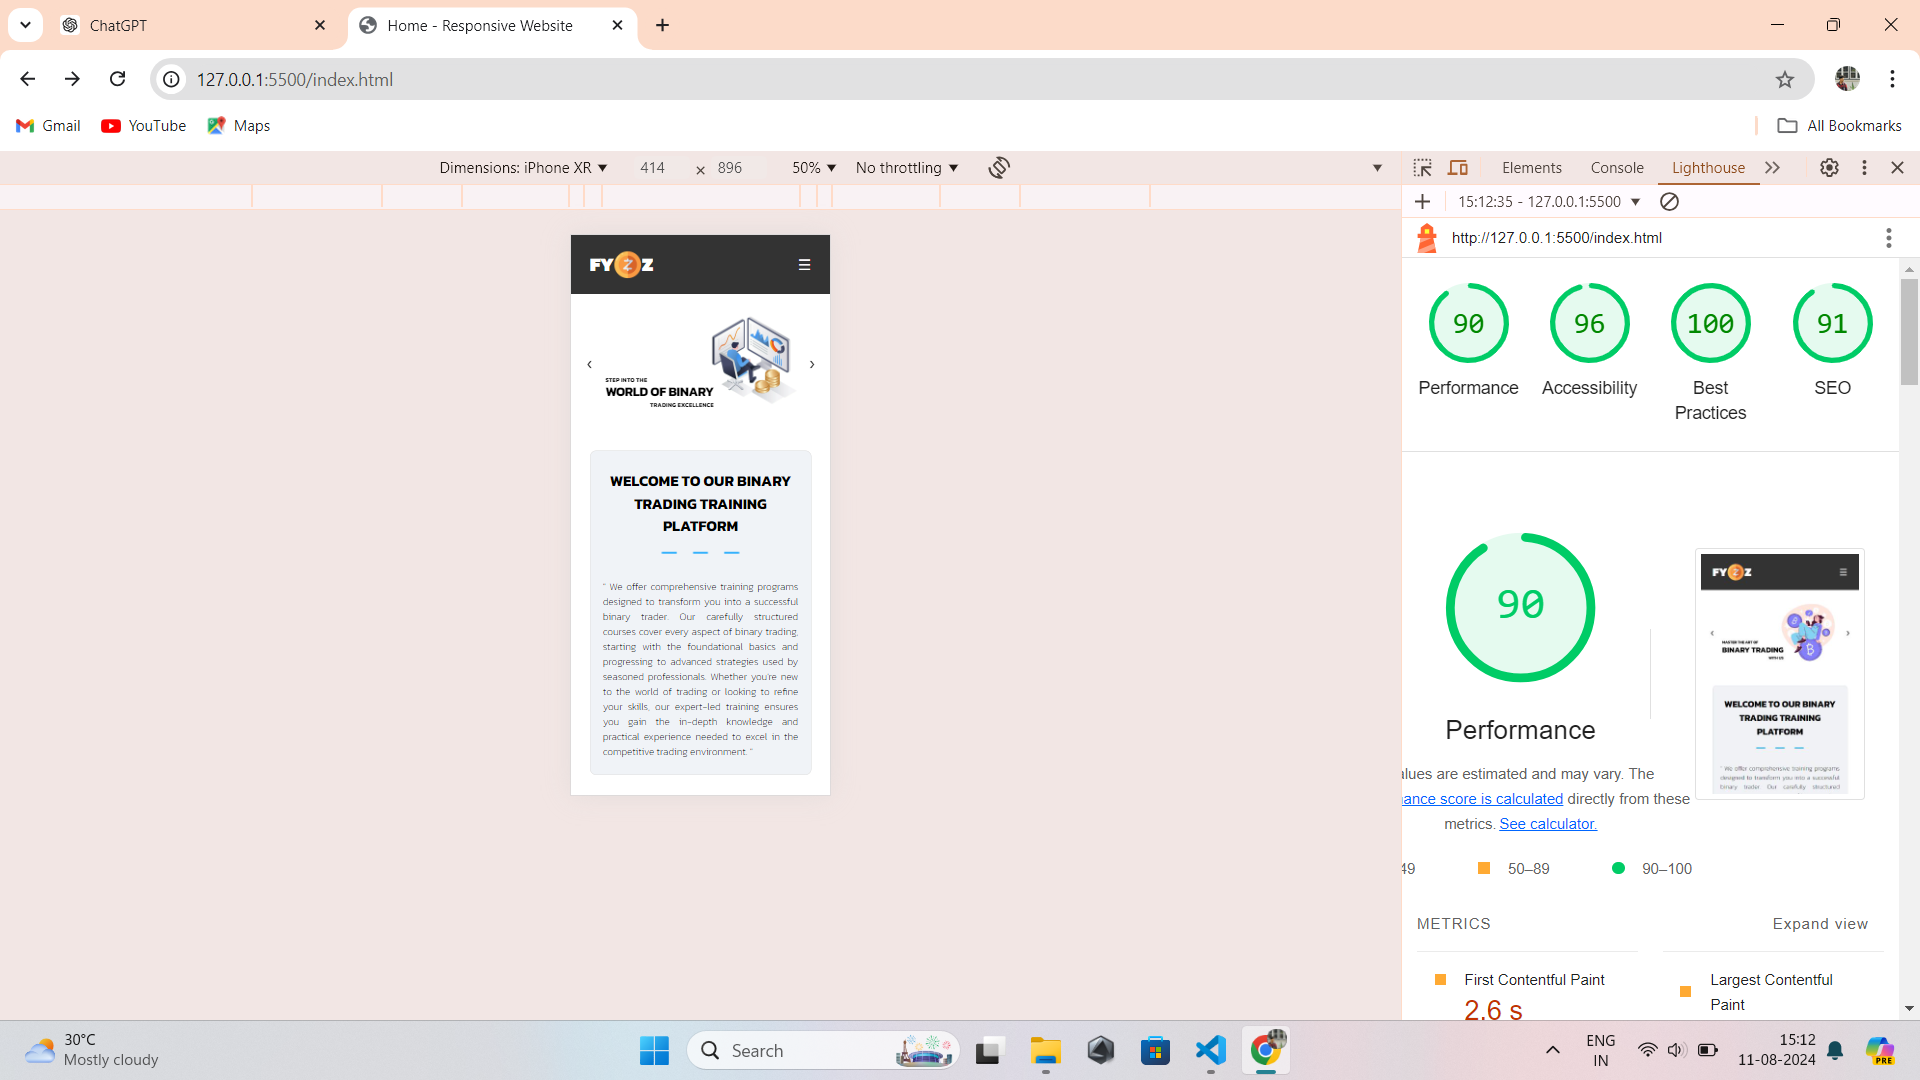 ChatGPT
Home - Responsive Website
127.0.0.1:5500/index.html
Gmail
YouTube
Maps
All Bookmarks
Dimensions: iPhone XR
414
×
896
50%
No throttling
Elements
Console
Lighthouse
15:12:35 - 127.0.0.1:5500
http://127.0.0.1:5500/index.html
FYZZ
STEP INTO THE
WORLD OF BINARY
TRADING EXCELLENCE
WELCOME TO OUR BINARY
TRADING TRAINING
PLATFORM
" We offer comprehensive training programs
designed to transform you into a successful
binary trader. Our carefully structured
courses cover every aspect of binary trading,
starting with the foundational basics and
progressing to advanced strategies used by
seasoned professionals. Whether you're new
to the world of trading or looking to refine
your skills, our expert-led training ensures
you gain the in-depth knowledge and
practical experience needed to excel in the
competitive trading environment. "
90
96
100
91
Performance
Accessibility
Best
Practices
SEO
90
Performance
alues are estimated and may vary. The
ance score is calculated directly from these
metrics. See calculator.
FYZZ
MASTER THE ART OF
BINARY TRADING
WITH US
WELCOME TO OUR BINARY
TRADING TRAINING
PLATFORM
" We offer comprehensive training programs
designed to transform you into a successful
binary trader. Our carefully structured
49
50–89
90–100
METRICS
Expand view
First Contentful Paint
2.6 s
Largest Contentful
Paint
30°C
Mostly cloudy
Search
ENG
IN
15:12
11-08-2024
PRE